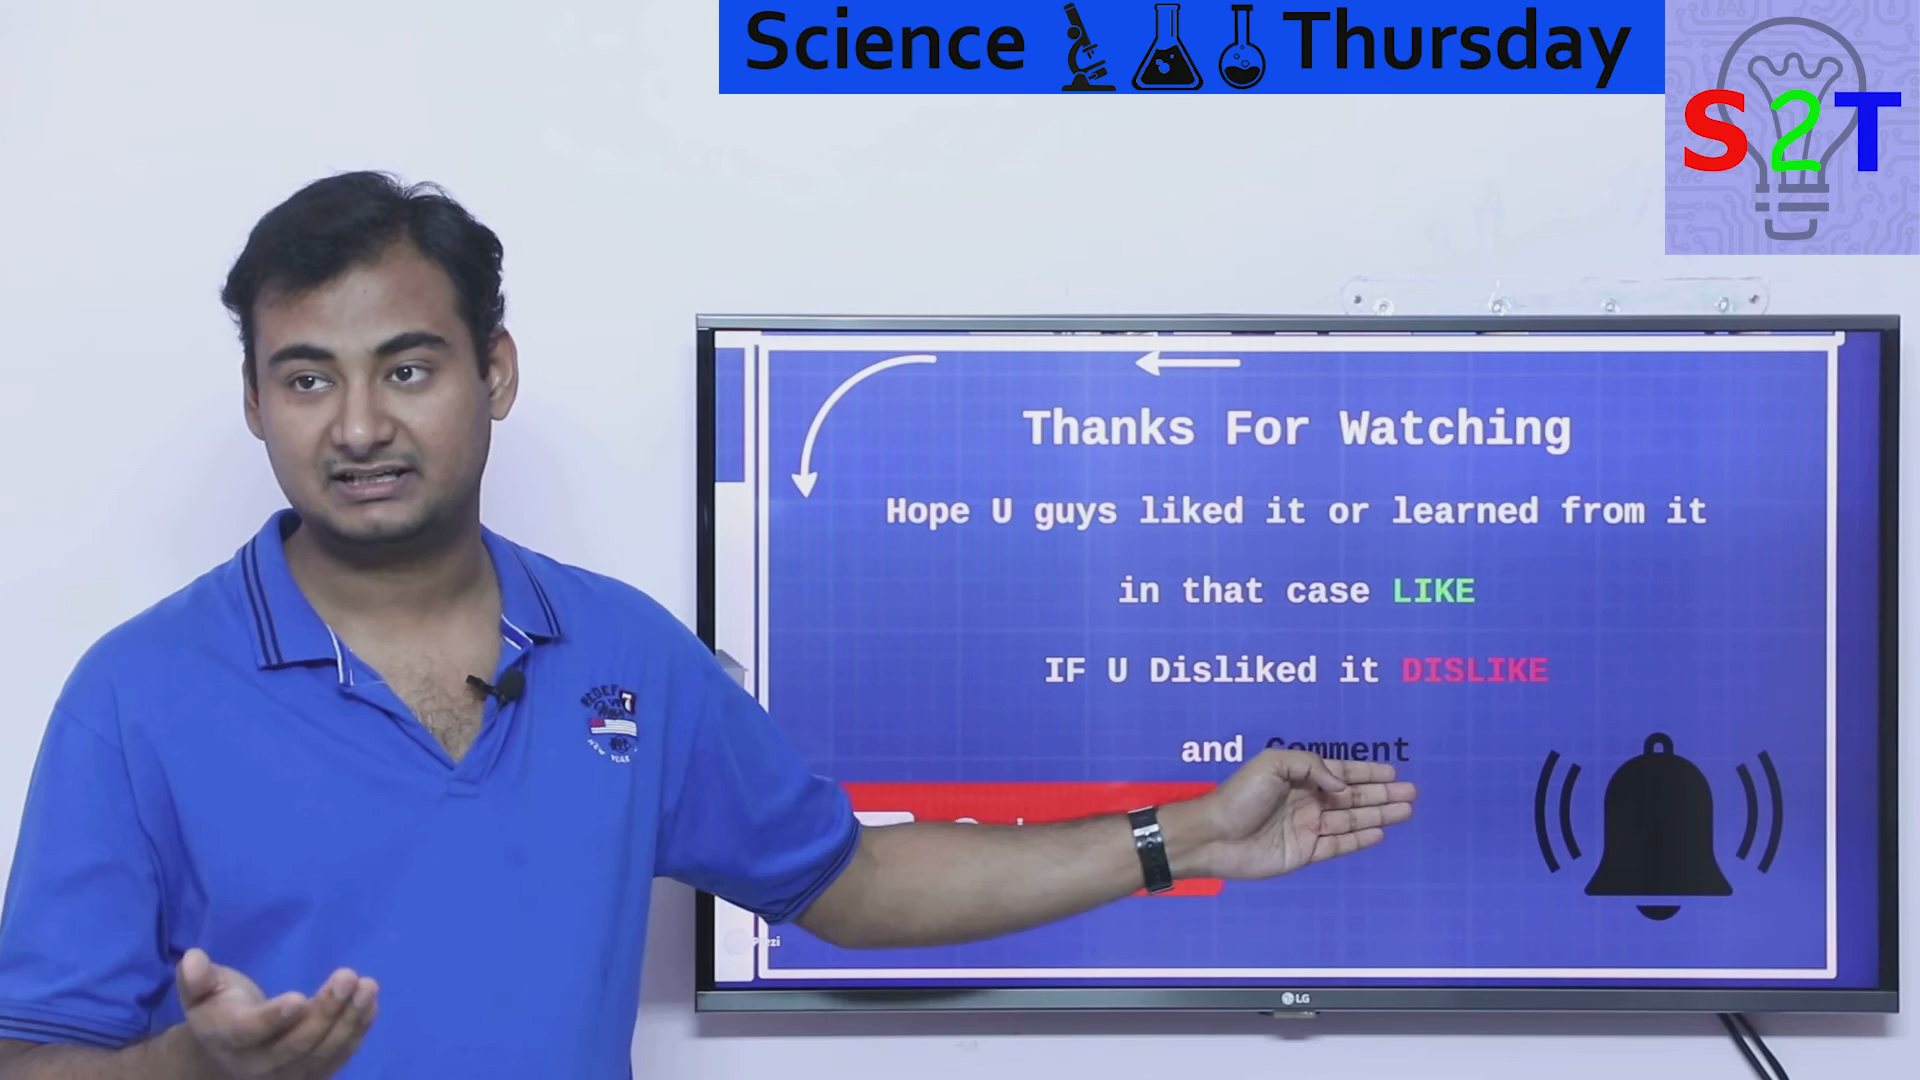 Science Thursday
S2T
Thanks For Watching
Hope U guys liked it or learned from it
in that case LIKE
IF U Disliked it DISLIKE
and Comment
7
LG